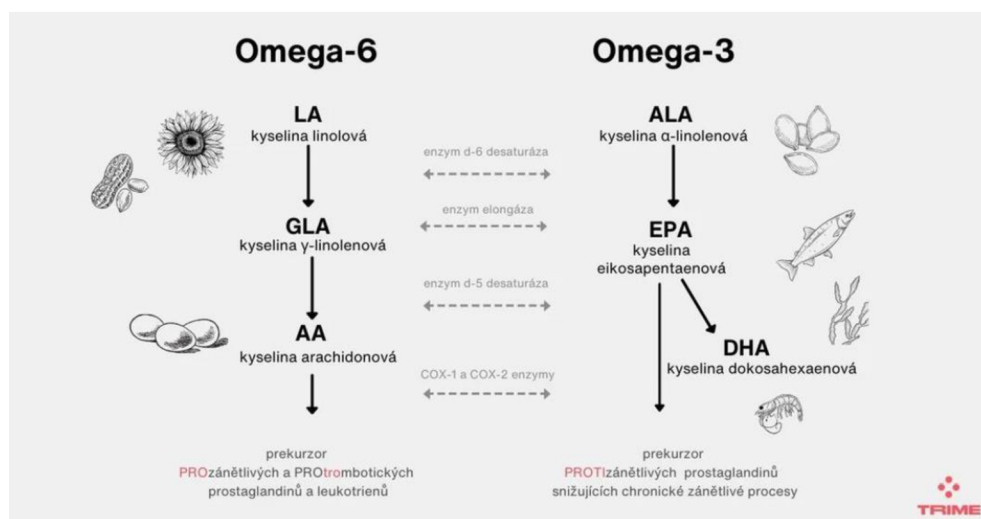 Omega-6
Omega-3
LA
kyselina linolová
ALA
kyselina α-linolenová
enzym d-6 desaturáza
enzym elongáza
GLA
kyselina γ-linolenová
EPA
kyselina
eikosapentaenová
enzym d-5 desaturáza
AA
kyselina arachidonová
DHA
kyselina dokosahexaenová
COX-1 a COX-2 enzymy
prekurzor
PROzánětlivých a PROtrombotických
prostaglandinů a leukotrienů
prekurzor
PROTIzánětlivých prostaglandinů
snižujících chronické zánětlivé procesy
TRIME